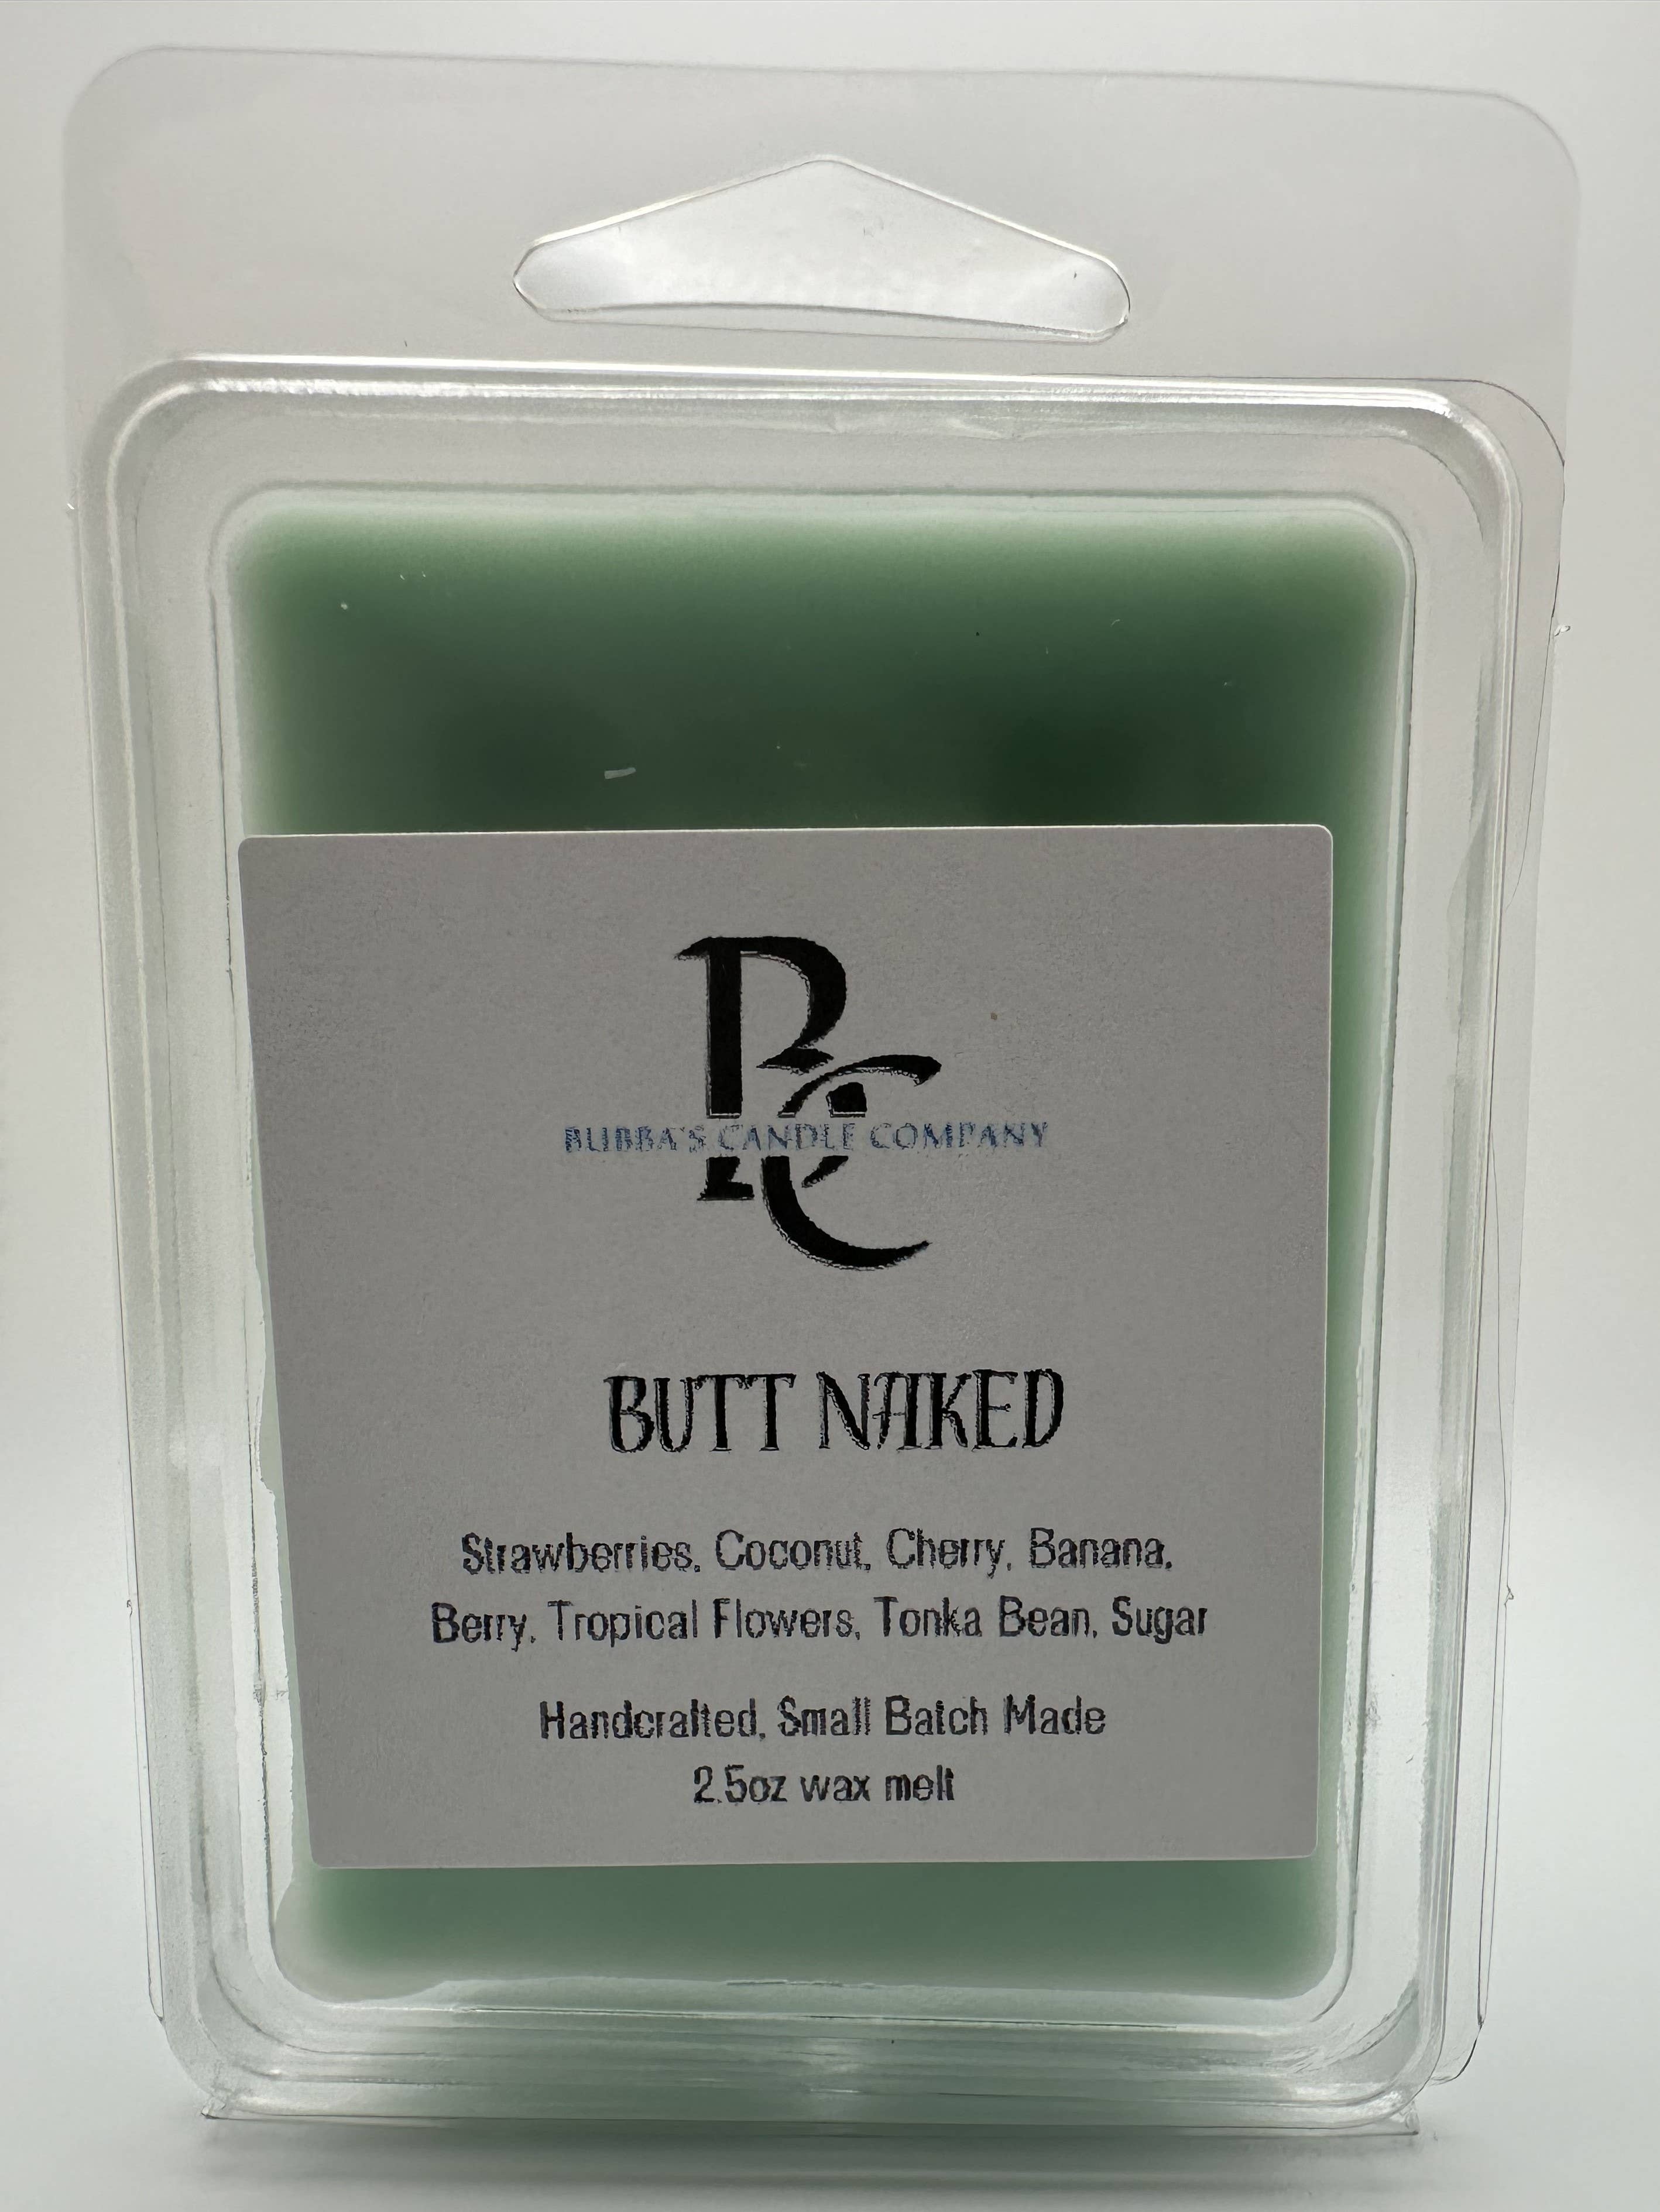 BC
BUBBA'S CANDLE COMPANY
BUTT NAKED
Strawberries, Coconut, Cherry, Banana,
Berry, Tropical Flowers, Tonka Bean, Sugar
Handcrafted, Small Batch Made
2.5oz wax melt